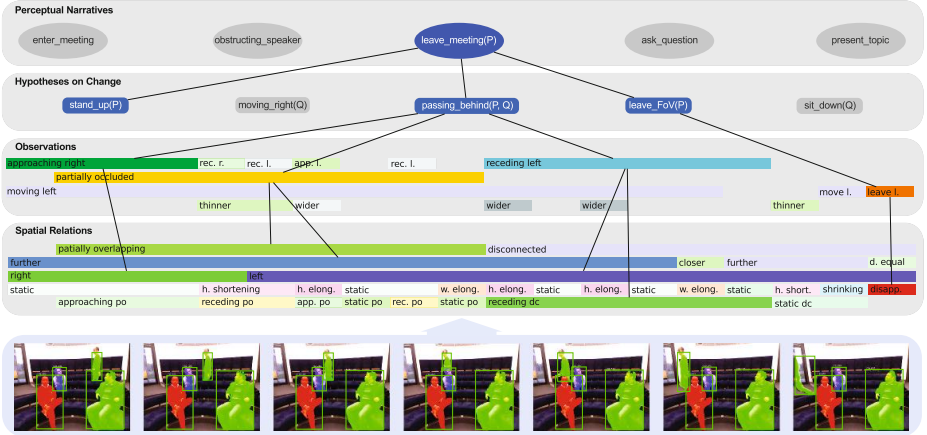 Perceptual Narratives
enter_meeting obstructing_speaker leave_meeting(P) ask_question present_topic
Hypotheses on Change
stand_up(P) moving_right(Q) passing_behind(P, Q) leave_FoV(P) sit_down(Q)
Observations
approaching right rec. r. rec. l. app. l. rec. l. receding left
partially occluded
moving left move l. leave l.
thinner wider wider wider thinner
Spatial Relations
patially overlapping disconnected
further closer further d. equal
right left
static h. shortening h. elong. static w. elong. h. elong. static h. elong. static w. elong. static h. short. shrinking disapp.
approaching po receding po app. po static po rec. po static po receding dc static dc